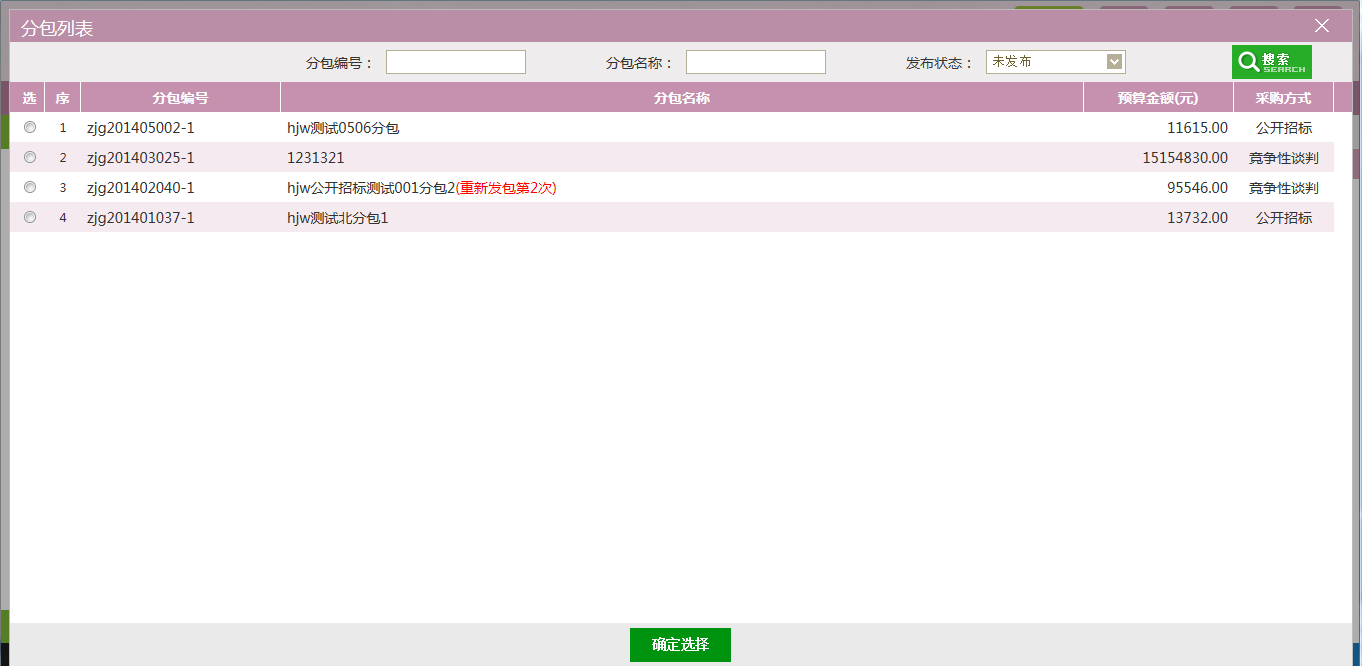 分包列表
分包编号： 分包名称： 发布状态： 未发布 搜索 SEARCH
选 序 分包编号 分包名称 预算金额(元) 采购方式
1 zjg201405002-1 hjw测试0506分包 11615.00 公开招标
2 zjg201403025-1 1231321 15154830.00 竞争性谈判
3 zjg201402040-1 hjw公开招标测试001分包2(重新发包第2次) 95546.00 竞争性谈判
4 zjg201401037-1 hjw测试北分包1 13732.00 公开招标
确定选择